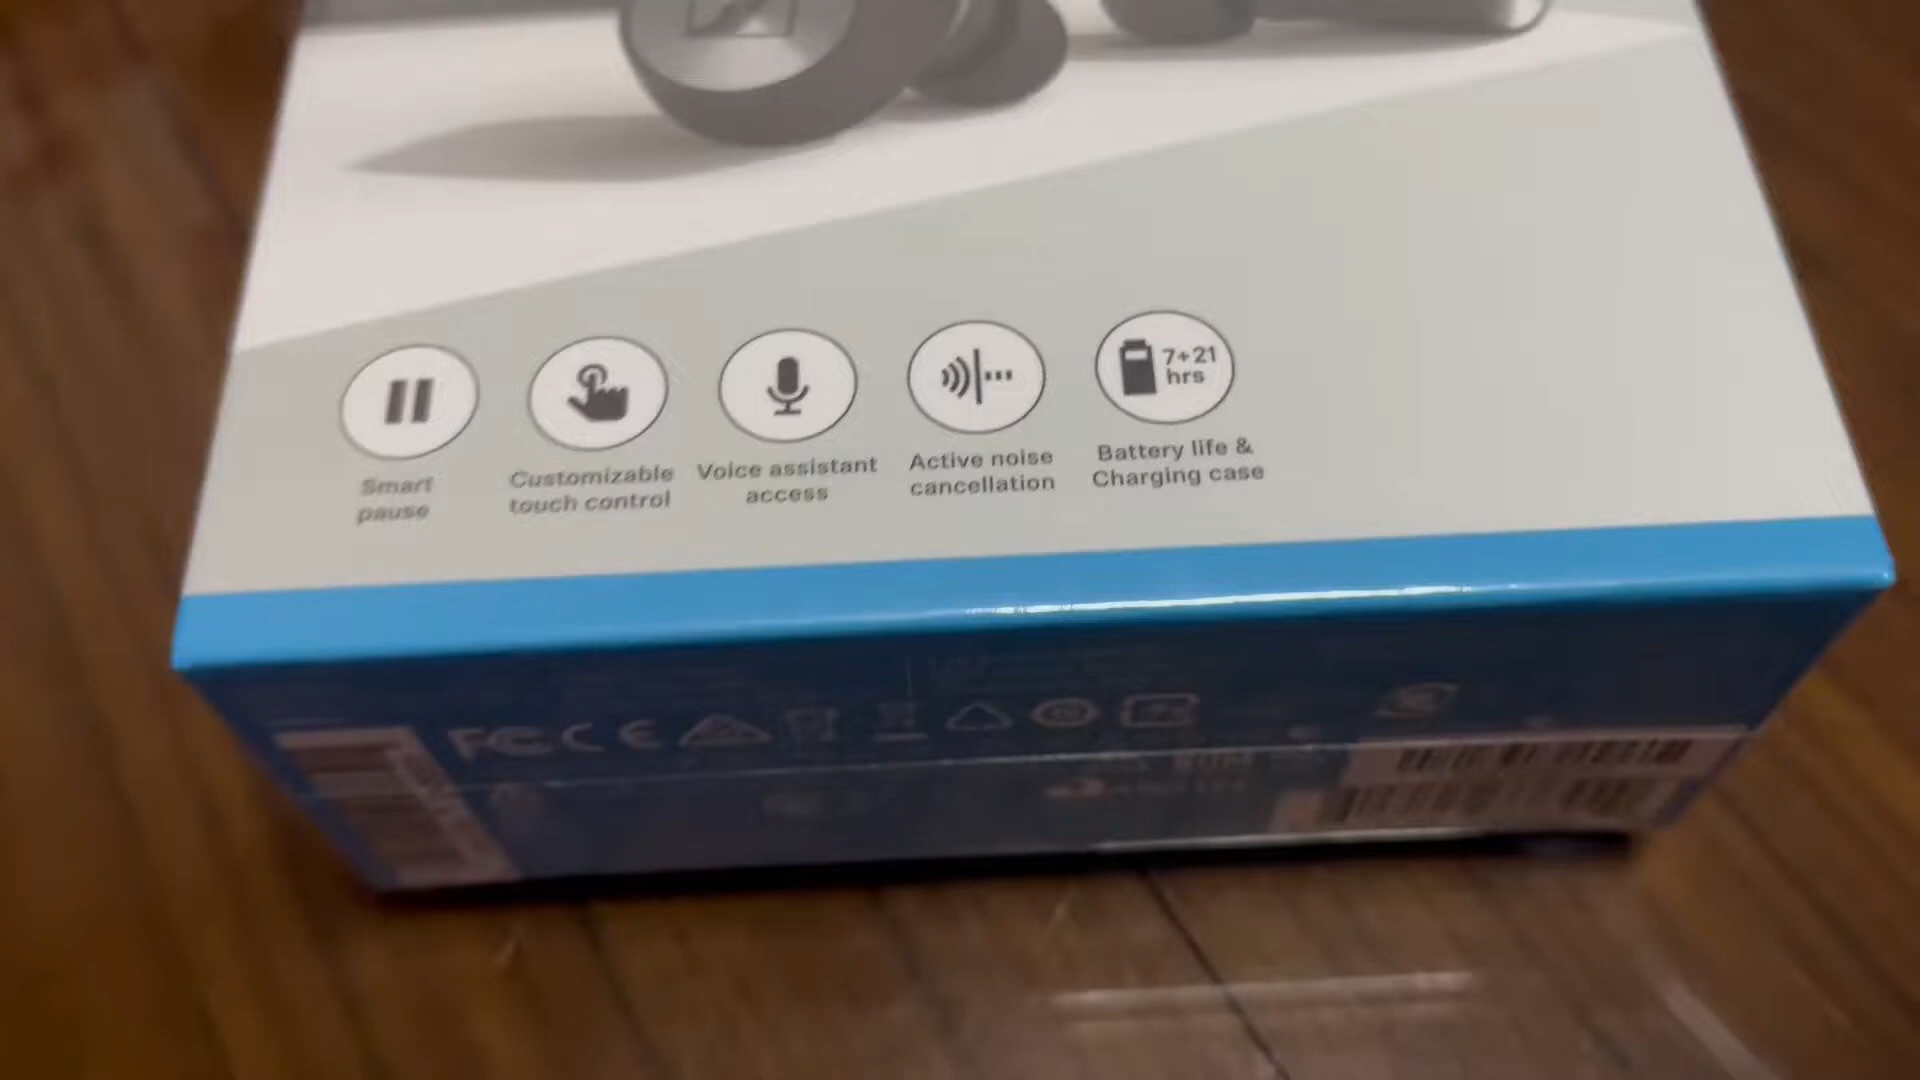 7+21
hrs
Smart
pause
Customizable
touch control
Voice assistant
access
Active noise
cancellation
Battery life &
Charging case
FC CE